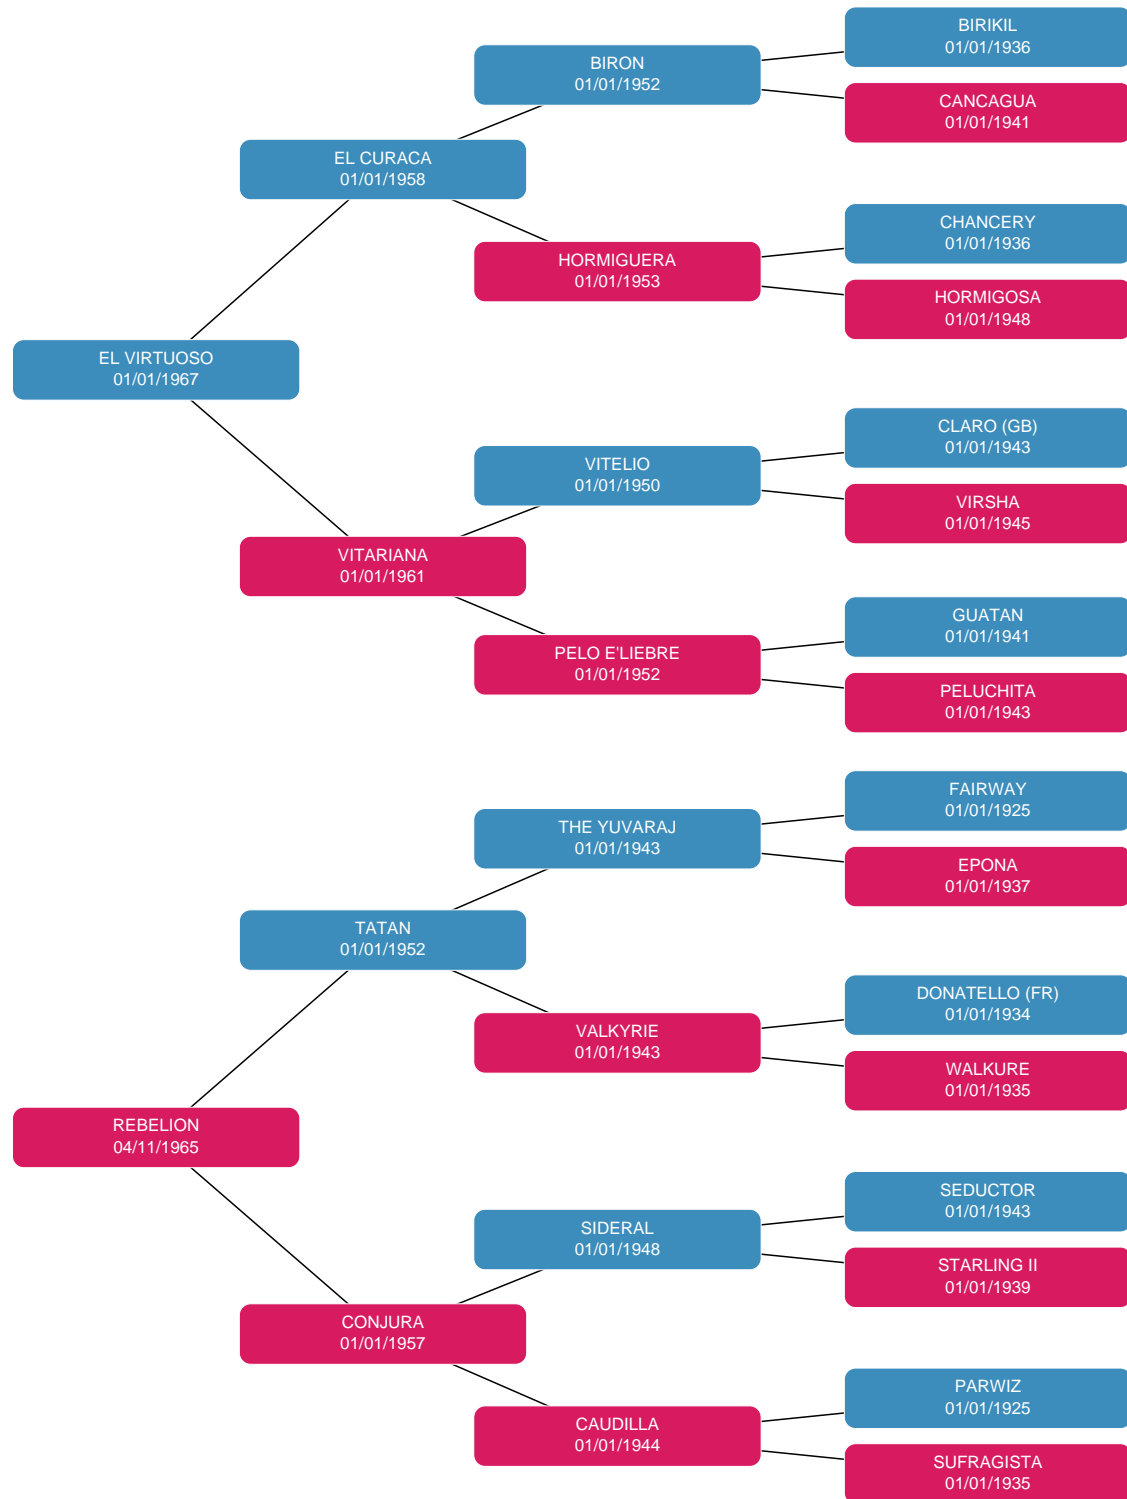 BIRIKIL
01/01/1936
BIRON
01/01/1952
CANCAGUA
01/01/1941
EL CURACA
01/01/1958
CHANCERY
01/01/1936
HORMIGUERA
01/01/1953
HORMIGOSA
01/01/1948
EL VIRTUOSO
01/01/1967
CLARO (GB)
01/01/1943
VITELIO
01/01/1950
VIRSHA
01/01/1945
VITARIANA
01/01/1961
GUATAN
01/01/1941
PELO E'LIEBRE
01/01/1952
PELUCHITA
01/01/1943
FAIRWAY
01/01/1925
THE YUVARAJ
01/01/1943
EPONA
01/01/1937
TATAN
01/01/1952
DONATELLO (FR)
01/01/1934
VALKYRIE
01/01/1943
WALKURE
01/01/1935
REBELION
04/11/1965
SEDUCTOR
01/01/1943
SIDERAL
01/01/1948
STARLING II
01/01/1939
CONJURA
01/01/1957
PARWIZ
01/01/1925
CAUDILLA
01/01/1944
SUFRAGISTA
01/01/1935